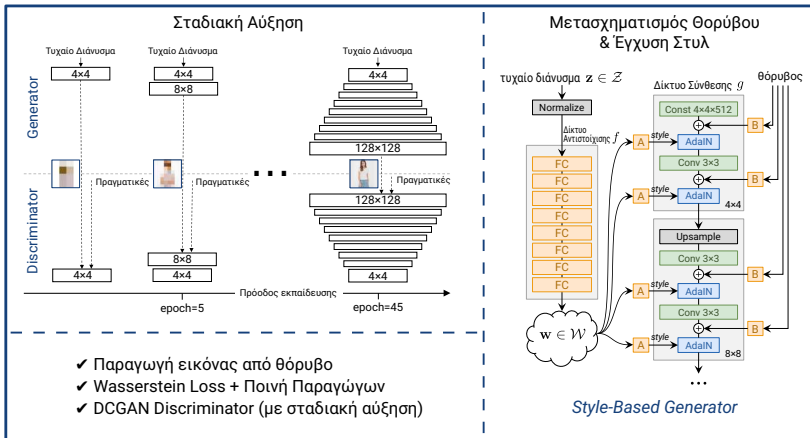 Σταδιακή Αύξηση
Τυχαίο Διάνυσμα
4×4
Τυχαίο Διάνυσμα
4×4
8×8
Τυχαίο Διάνυσμα
4×4
128×128
Generator
Discriminator
Πραγματικές
Πραγματικές
Πραγματικές
...
128×128
4×4
8×8
4×4
4×4
Πρόοδος εκπαίδευσης
epoch=5
epoch=45
✔ Παραγωγή εικόνας από θόρυβο
✔ Wasserstein Loss + Ποινή Παραγώγων
✔ DCGAN Discriminator (με σταδιακή αύξηση)
Μετασχηματισμός Θορύβου
& Έγχυση Στυλ
τυχαίο διάνυσμα z ∈ Z
Normalize
Δίκτυο
Αντιστοίχισης f
FC
FC
FC
FC
FC
FC
FC
FC
w ∈ W
Δίκτυο Σύνθεσης g
θόρυβος
Const 4×4×512
B
A
style
AdaIN
Conv 3×3
B
A
style
AdaIN
4×4
Upsample
Conv 3×3
B
A
style
AdaIN
Conv 3×3
B
A
style
AdaIN
8×8
...
Style-Based Generator